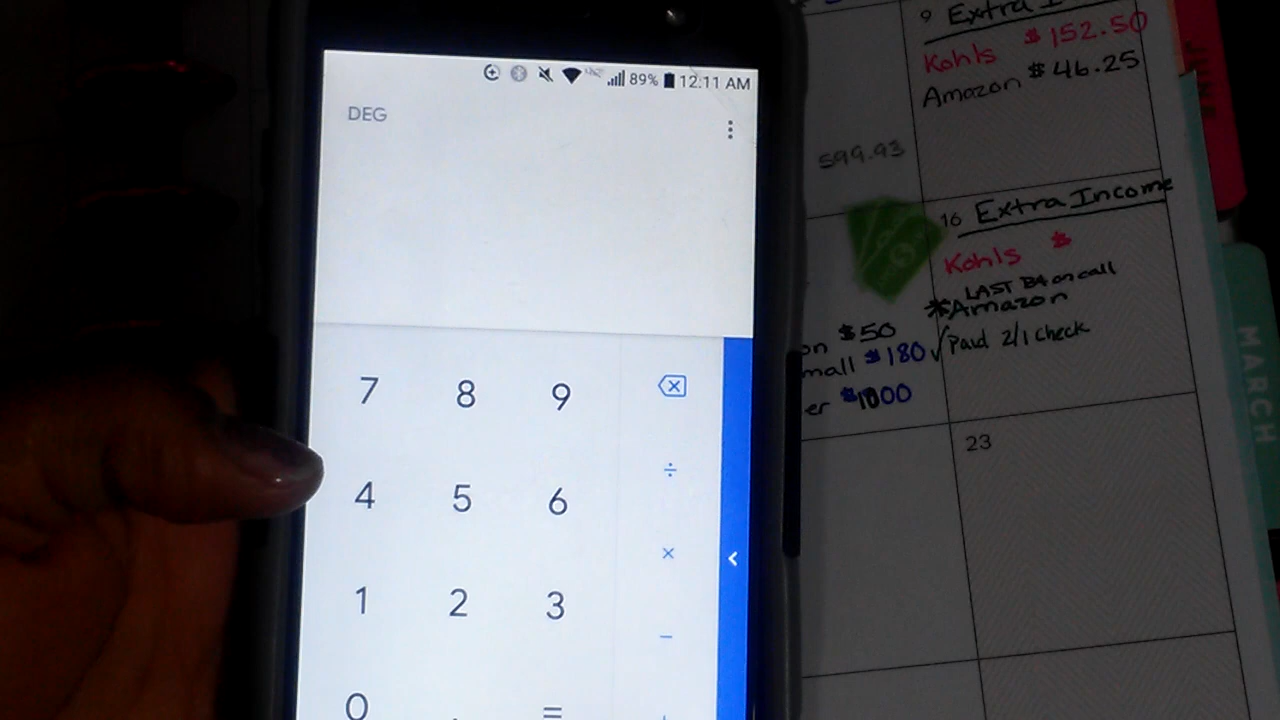 89% 12:11 AM
DEG
7 8 9
4 5 6 ÷
1 2 3 ×
0 . = −
<
599.93
on $50
mall $180
er $1000
9 Extra I
Kohls $152.50
Amazon $46.25
16 Extra Income
Kohls $
LAST B4 on call
*Amazon
√Paid 2/1 check
23
JUNE
MARCH